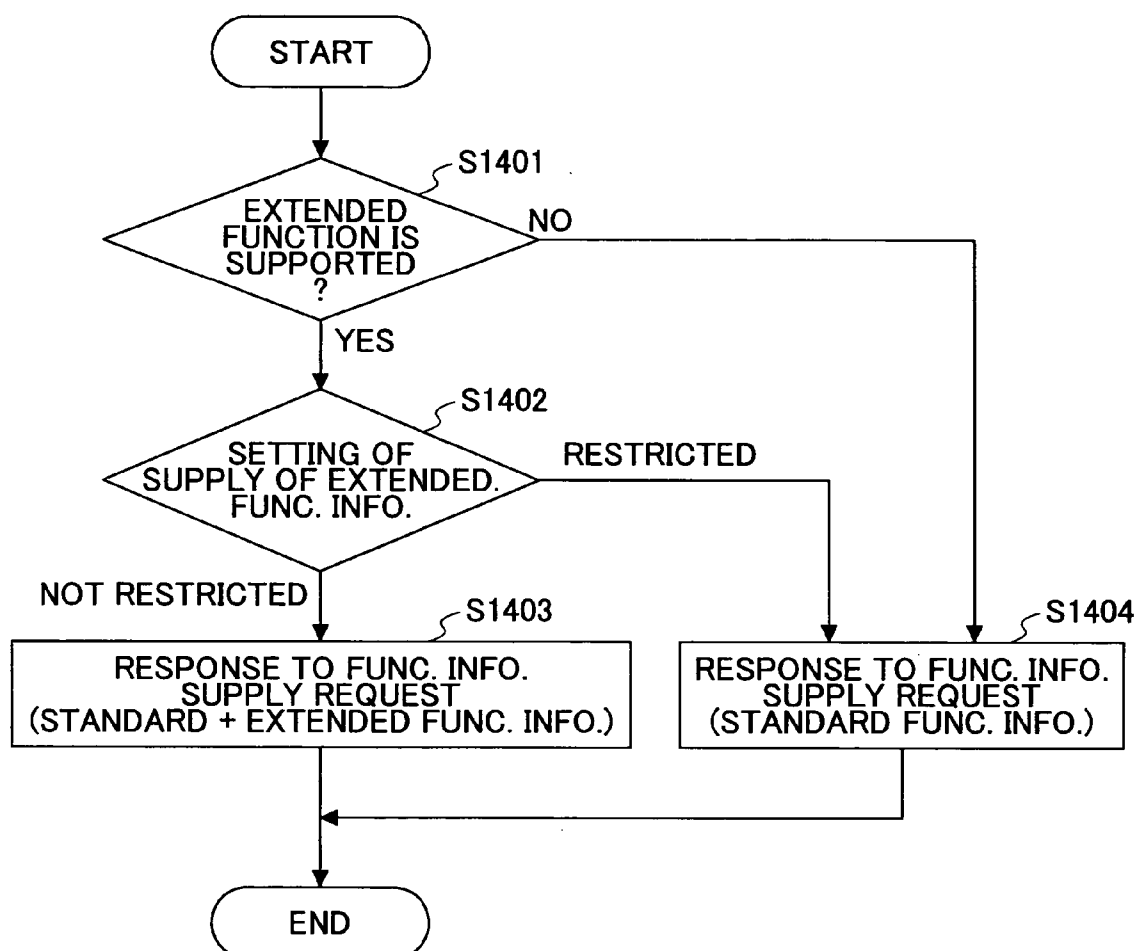 START
S1401
EXTENDED
FUNCTION IS
SUPPORTED
?
NO
YES
S1402
SETTING OF
SUPPLY OF EXTENDED.
FUNC. INFO.
RESTRICTED
NOT RESTRICTED
S1403
RESPONSE TO FUNC. INFO.
SUPPLY REQUEST
(STANDARD + EXTENDED FUNC. INFO.)
S1404
RESPONSE TO FUNC. INFO.
SUPPLY REQUEST
(STANDARD FUNC. INFO.)
END